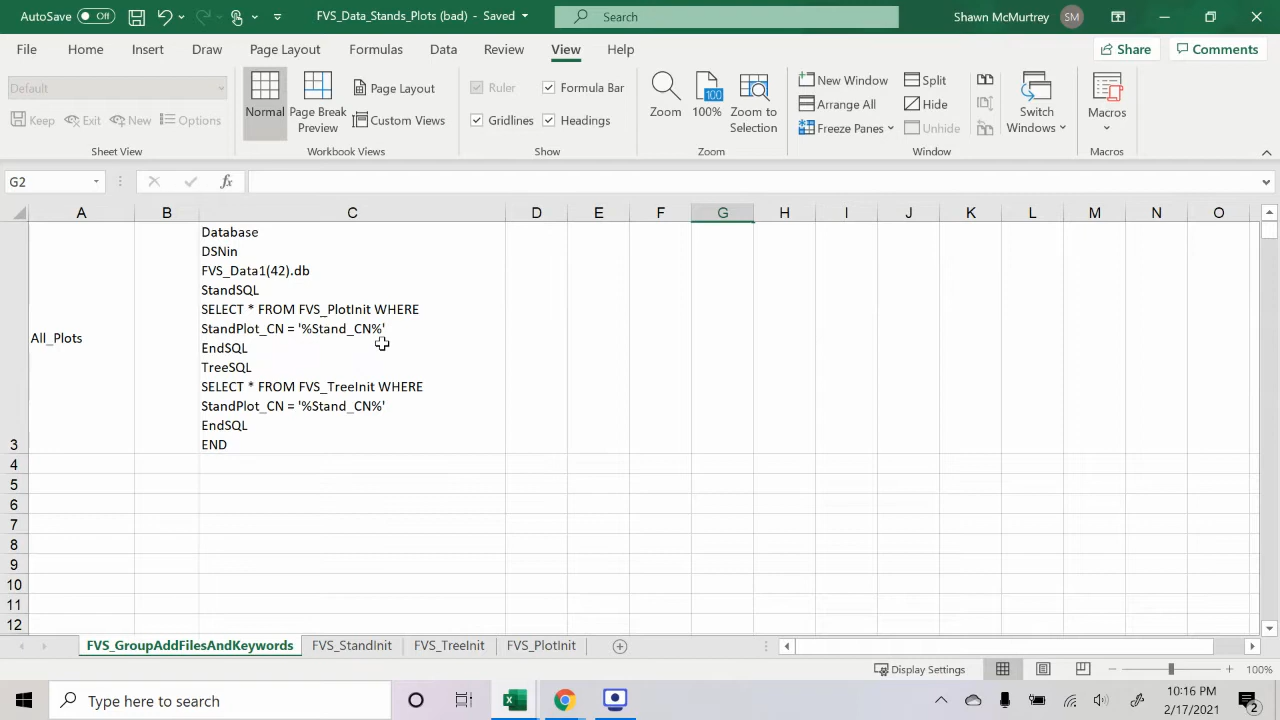 AutoSave Off FVS_Data_Stands_Plots (bad) - Saved Search Shawn McMurtrey SM
File Home Insert Draw Page Layout Formulas Data Review View Help Share Comments
Default
Keep Exit New Options
Sheet View
Normal
Page Break Preview
Page Layout
Custom Views
Workbook Views
Ruler
Formula Bar
Gridlines
Headings
Show
Zoom
100
100%
Zoom to Selection
Zoom
New Window
Arrange All
Freeze Panes
Split
Hide
Unhide
Switch Windows
Window
Macros
Macros
G2 fx
A B C D E F G H I J K L M N O
Database
DSNin
FVS_Data1(42).db
StandSQL
SELECT * FROM FVS_PlotInit WHERE
StandPlot_CN = '%Stand_CN%'
All_Plots
EndSQL
TreeSQL
SELECT * FROM FVS_TreeInit WHERE
StandPlot_CN = '%Stand_CN%'
EndSQL
3 END
4
5
6
7
8
9
10
11
12
FVS_GroupAddFilesAndKeywords FVS_StandInit FVS_TreeInit FVS_PlotInit
Display Settings 100%
Type here to search
10:16 PM
2/17/2021
2